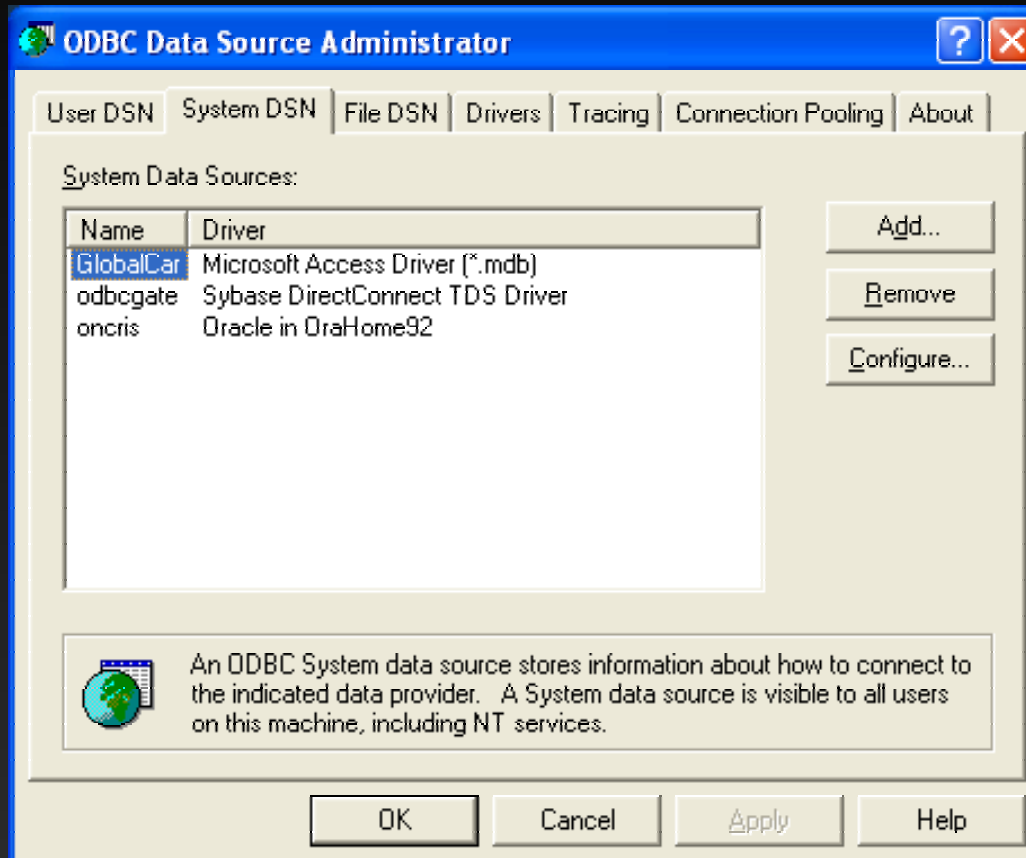 ODBC Data Source Administrator
User DSN System DSN File DSN Drivers Tracing Connection Pooling About
System Data Sources:
Name Driver
GlobalCar Microsoft Access Driver (*.mdb)
odbcgate Sybase DirectConnect TDS Driver
oncris Oracle in OraHome92
Add...
Remove
Configure...
An ODBC System data source stores information about how to connect to
the indicated data provider. A System data source is visible to all users
on this machine, including NT services.
OK Cancel Apply Help